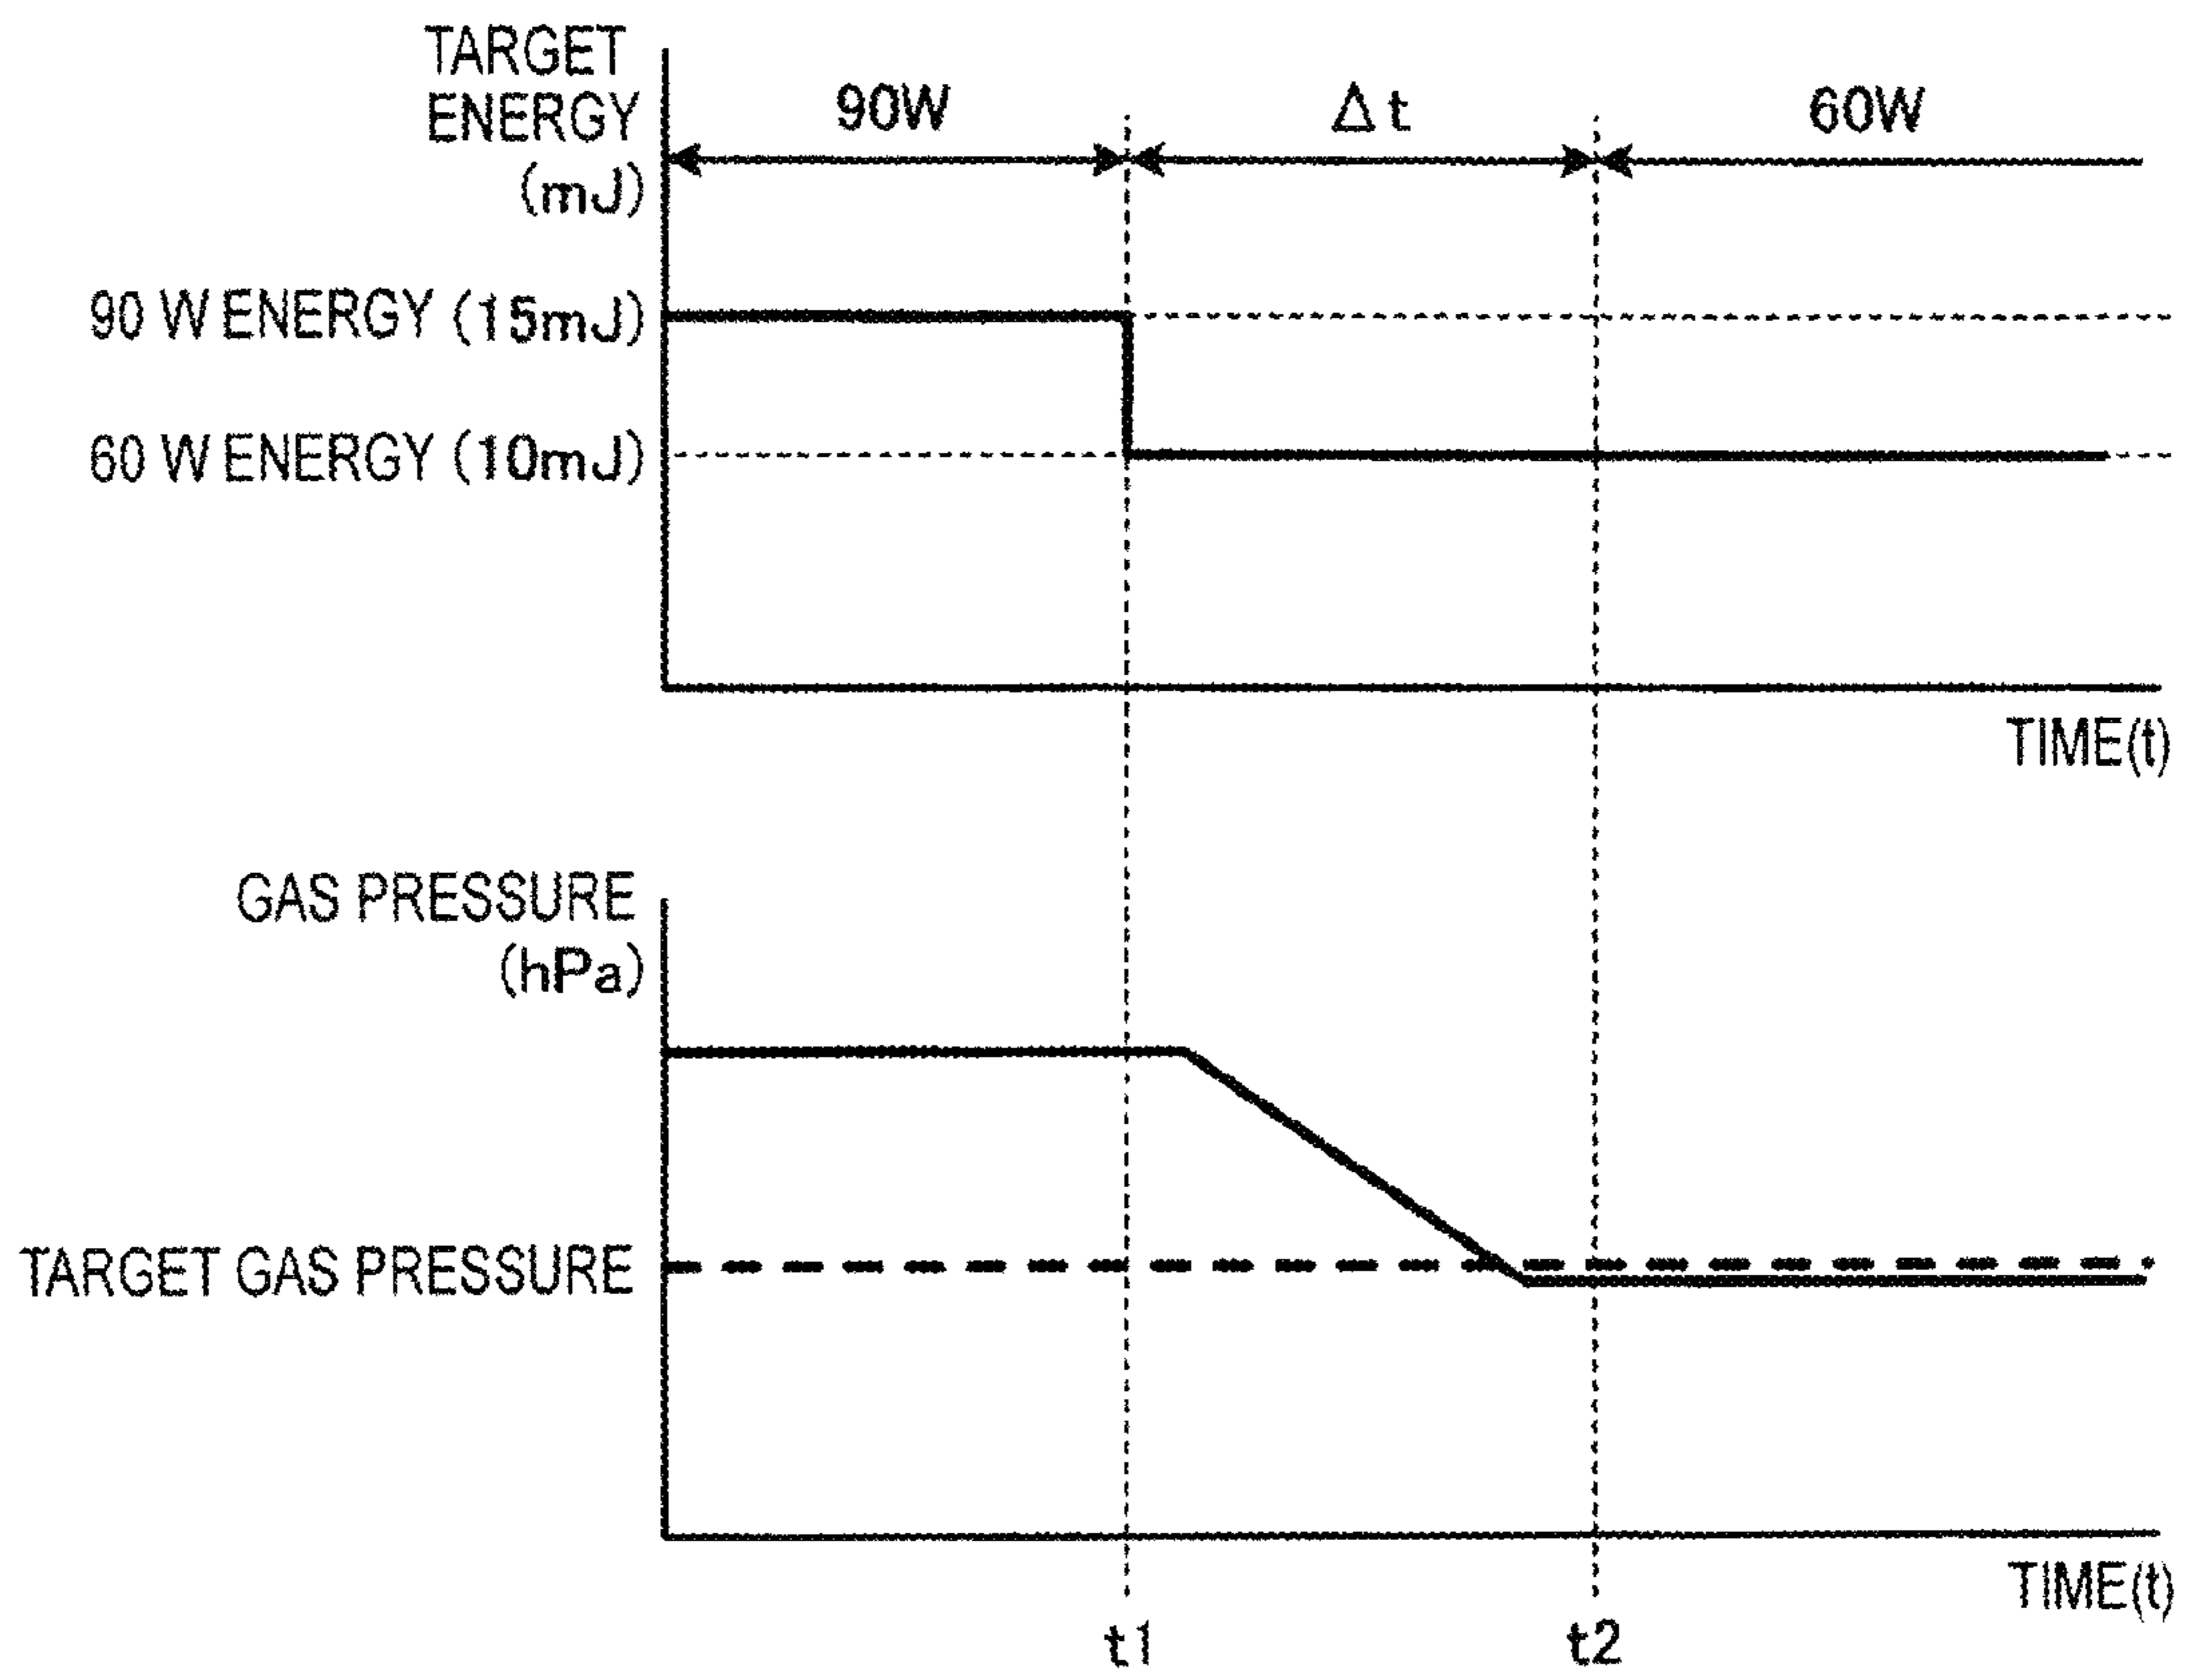 TARGET
ENERGY
(mJ)
90W
Δt
60W
90 W ENERGY (15mJ)
60 W ENERGY (10mJ)
TIME(t)
GAS PRESSURE
(hPa)
TARGET GAS PRESSURE
TIME(t)
t1
t2